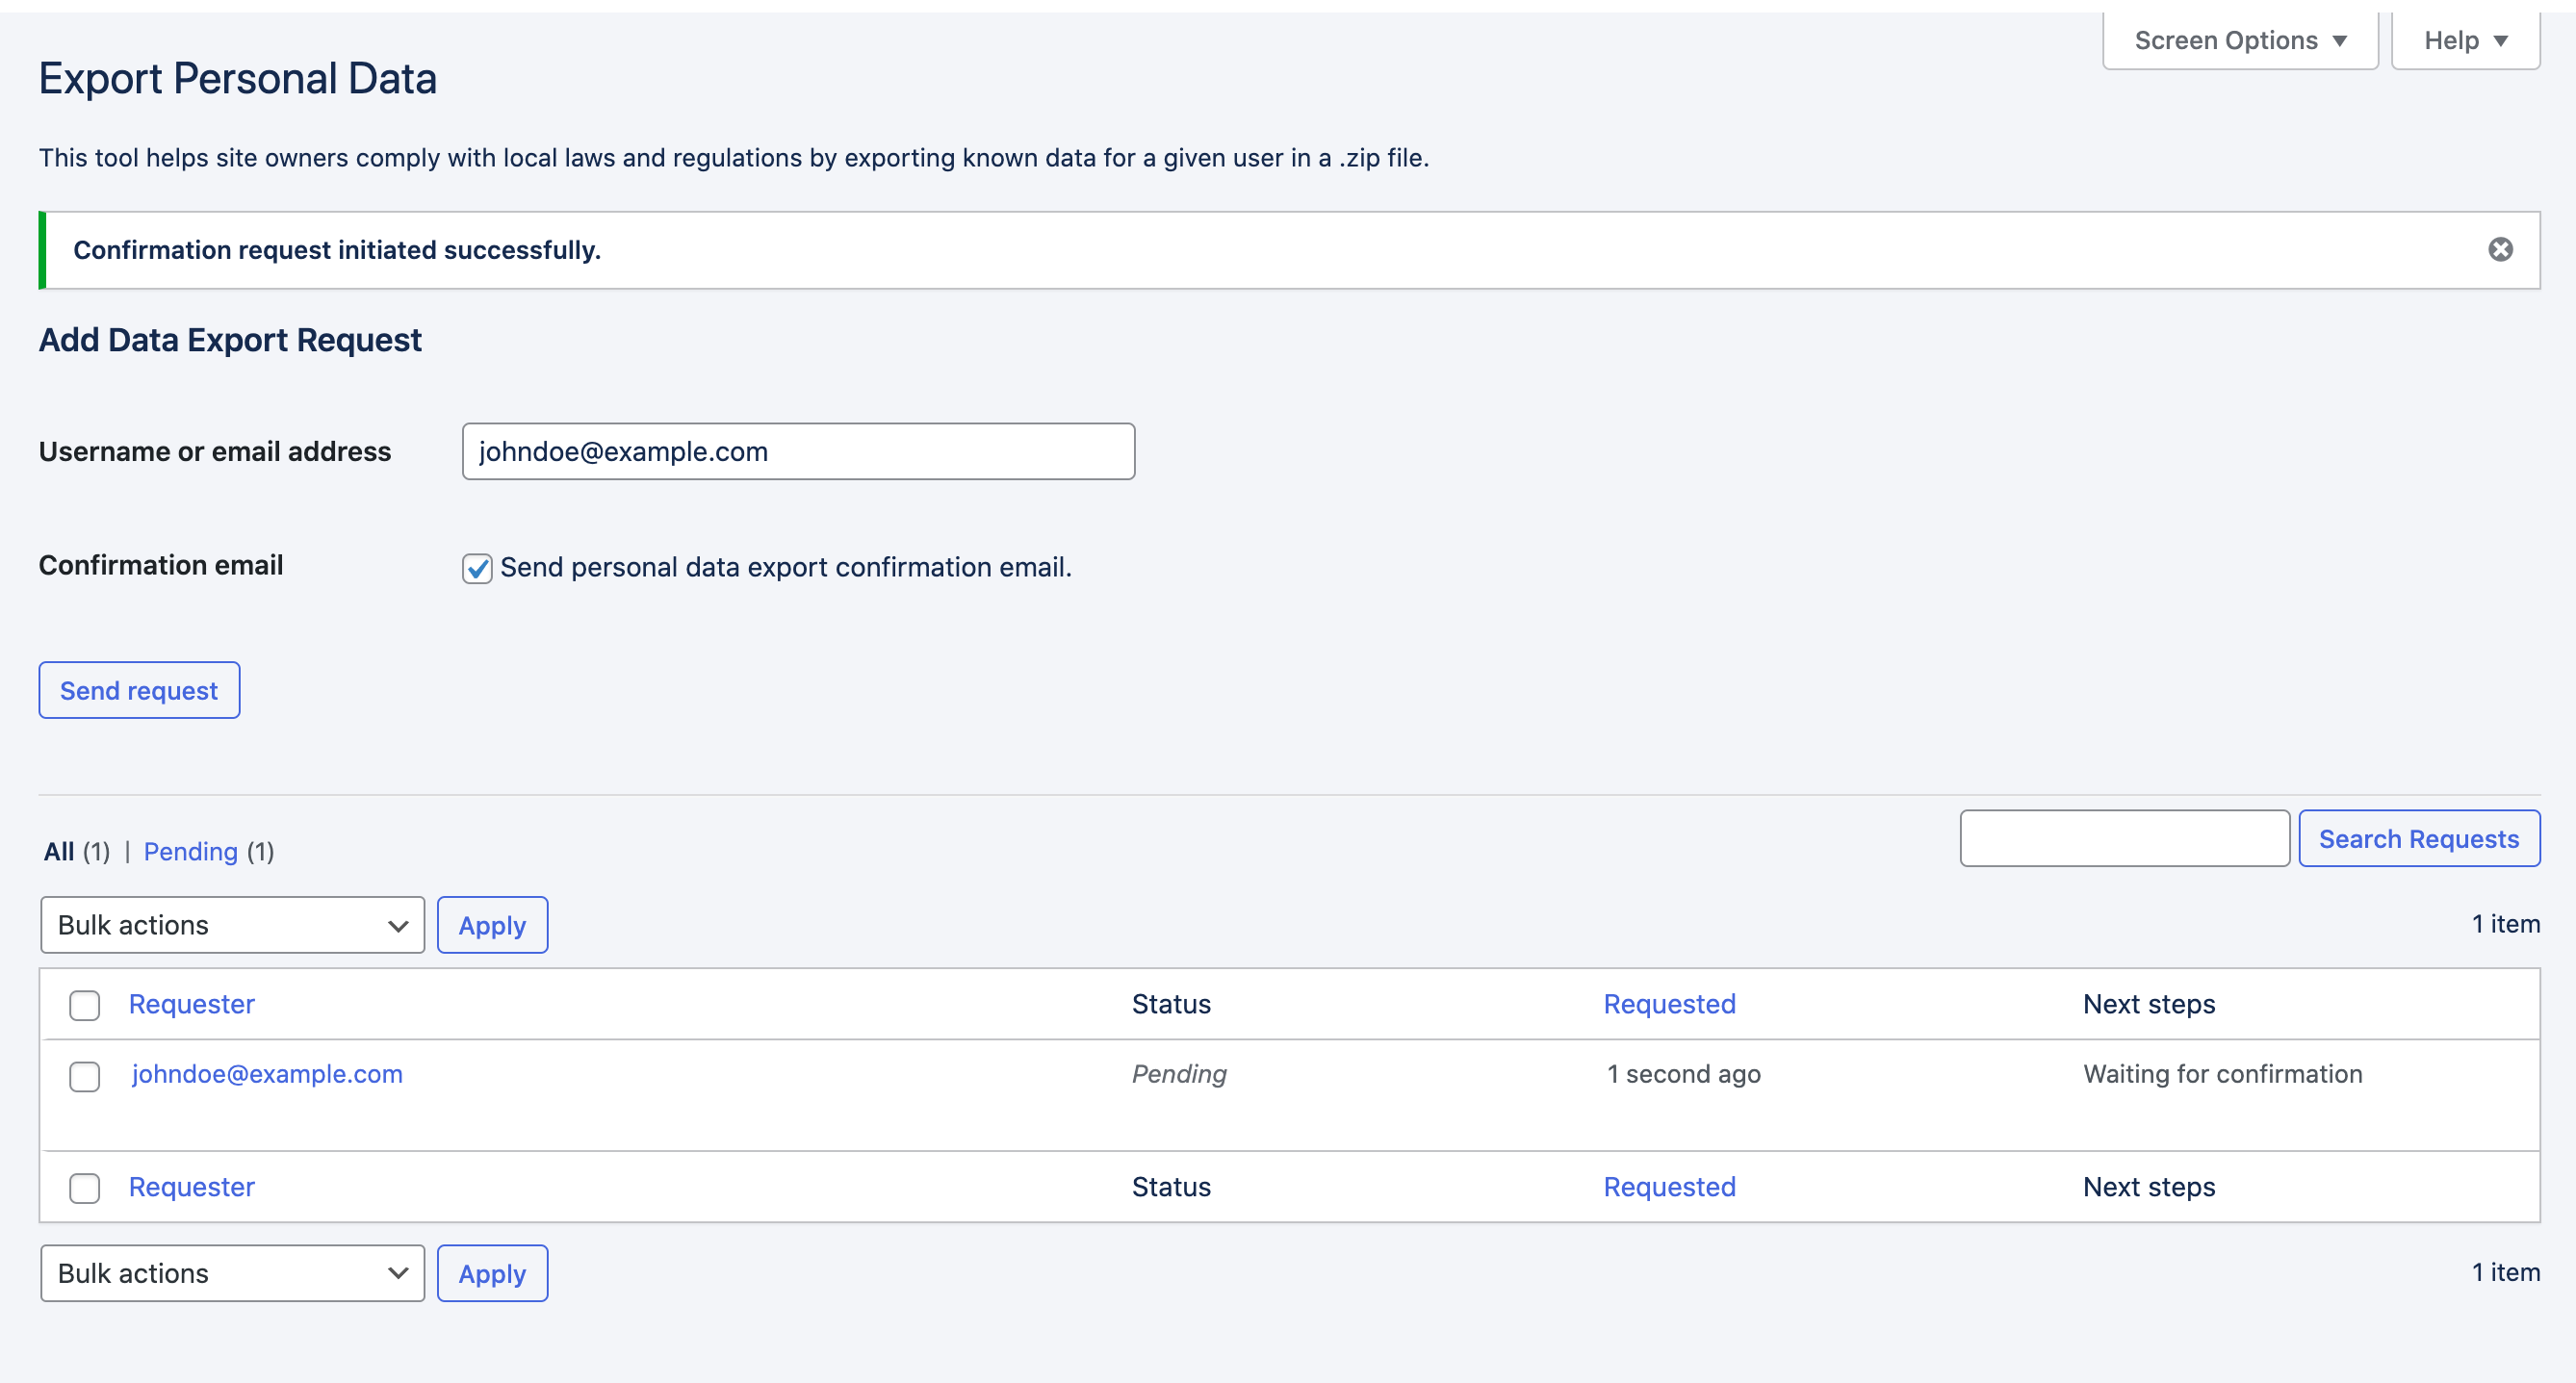 Screen Options ▼ Help ▼
Export Personal Data
This tool helps site owners comply with local laws and regulations by exporting known data for a given user in a .zip file.
Confirmation request initiated successfully.
Add Data Export Request
Username or email address johndoe@example.com
Confirmation email Send personal data export confirmation email.
Send request
All (1) | Pending (1) Search Requests
Bulk actions Apply 1 item
Requester Status Requested Next steps
johndoe@example.com Pending 1 second ago Waiting for confirmation
Requester Status Requested Next steps
Bulk actions Apply 1 item